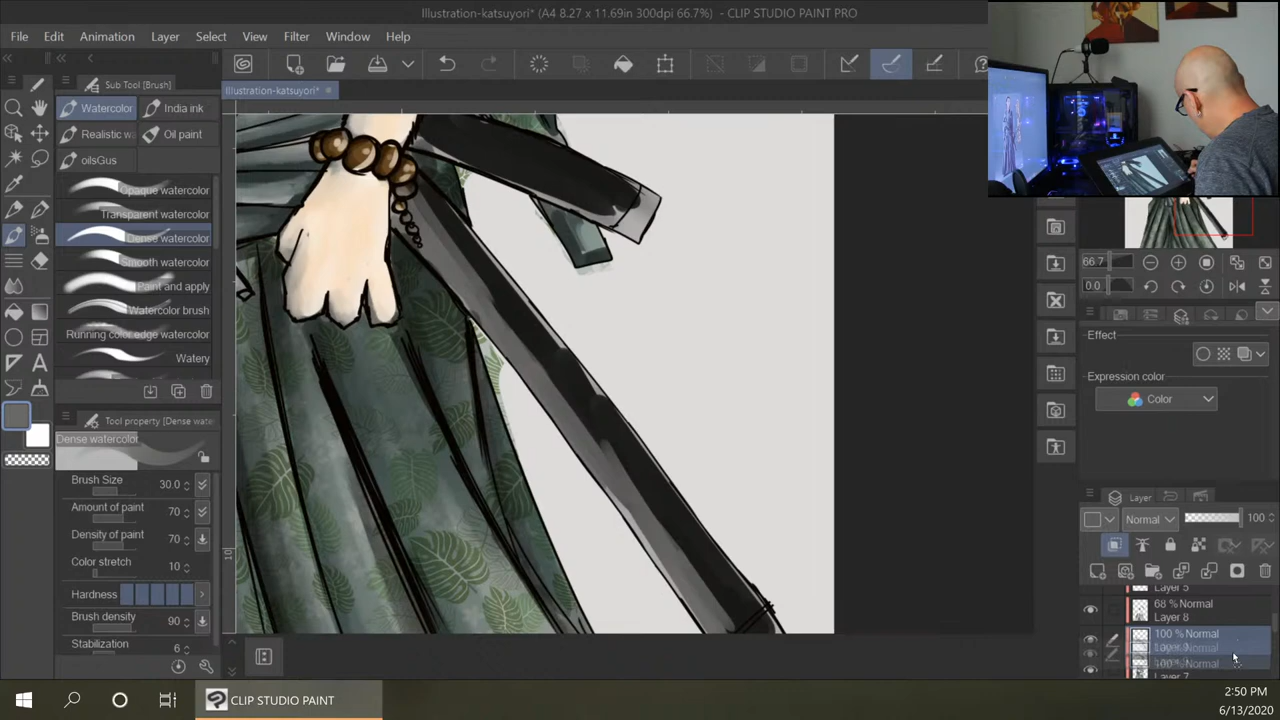 Illustration-katsuyori* (A4 8.27 x 11.69in 300dpi 66.7%) - CLIP STUDIO PAINT PRO
File Edit Animation Layer Select View Filter Window Help
Sub Tool [Brush]
Illustration-katsuyori*
Watercolor India ink
Realistic Oil paint
oilsGus
Opaque watercolor
Transparent watercolor
Dense watercolor
Smooth watercolor
Paint and apply
Watercolor brush
Running color edge watercolor
Watery
Tool property [Dense wate
Dense watercolor
Brush Size 30.0
Amount of paint 70
Density of paint 70
Color stretch 10
Hardness
Brush density 90
Stabilization 6
10
66.7
0.0
Effect
Expression color
Color
Layer
Normal 100
Layer 5
68 % Normal
Layer 8
100 % Normal
100 % Normal
Layer 7
CLIP STUDIO PAINT
2:50 PM
6/13/2020